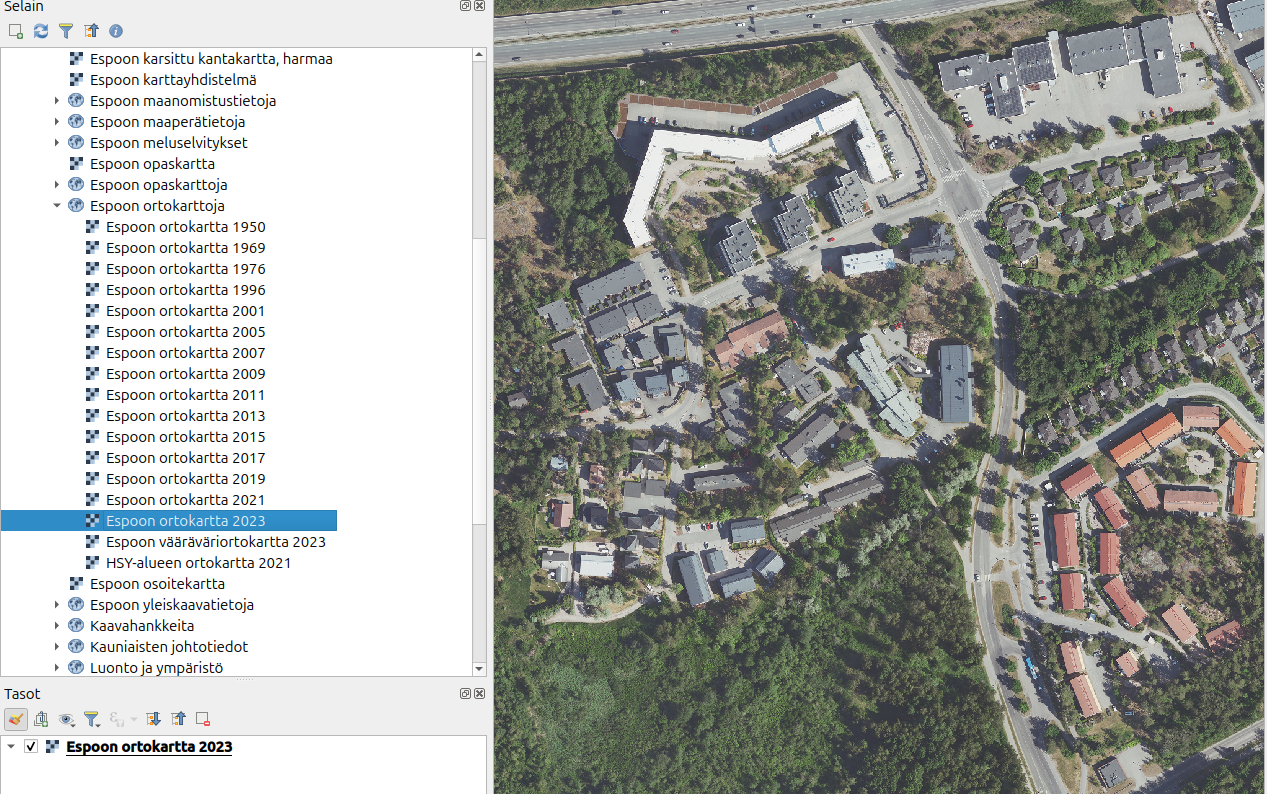 Selain
Espoon karsittu kantakartta, harmaa
Espoon karttayhdistelmä
Espoon maanomistustietoja
Espoon maaperätietoja
Espoon meluselvitykset
Espoon opaskartta
Espoon opaskarttoja
Espoon ortokarttoja
Espoon ortokartta 1950
Espoon ortokartta 1969
Espoon ortokartta 1976
Espoon ortokartta 1996
Espoon ortokartta 2001
Espoon ortokartta 2005
Espoon ortokartta 2007
Espoon ortokartta 2009
Espoon ortokartta 2011
Espoon ortokartta 2013
Espoon ortokartta 2015
Espoon ortokartta 2017
Espoon ortokartta 2019
Espoon ortokartta 2021
Espoon ortokartta 2023
Espoon vääräväriortokartta 2023
HSY-alueen ortokartta 2021
Espoon osoitekartta
Espoon yleiskaavatietoja
Kaavahankkeita
Kauniaisten johtotiedot
Luonto ja ympäristö
Tasot
Espoon ortokartta 2023